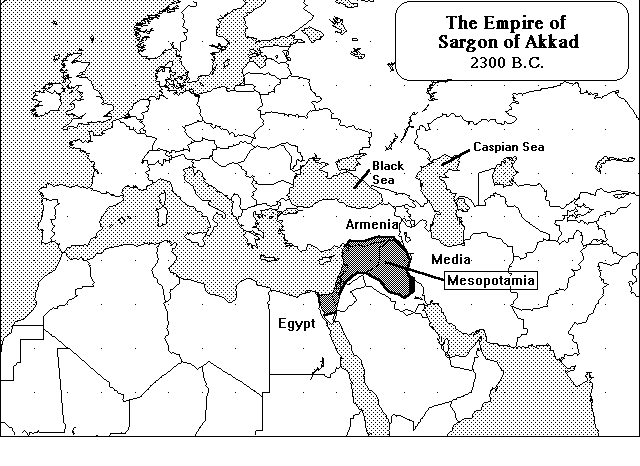 The Empire of
Sargon of Akkad
2300 B.C.
Caspian Sea
Black
Sea
Armenia
Media
Mesopotamia
Egypt